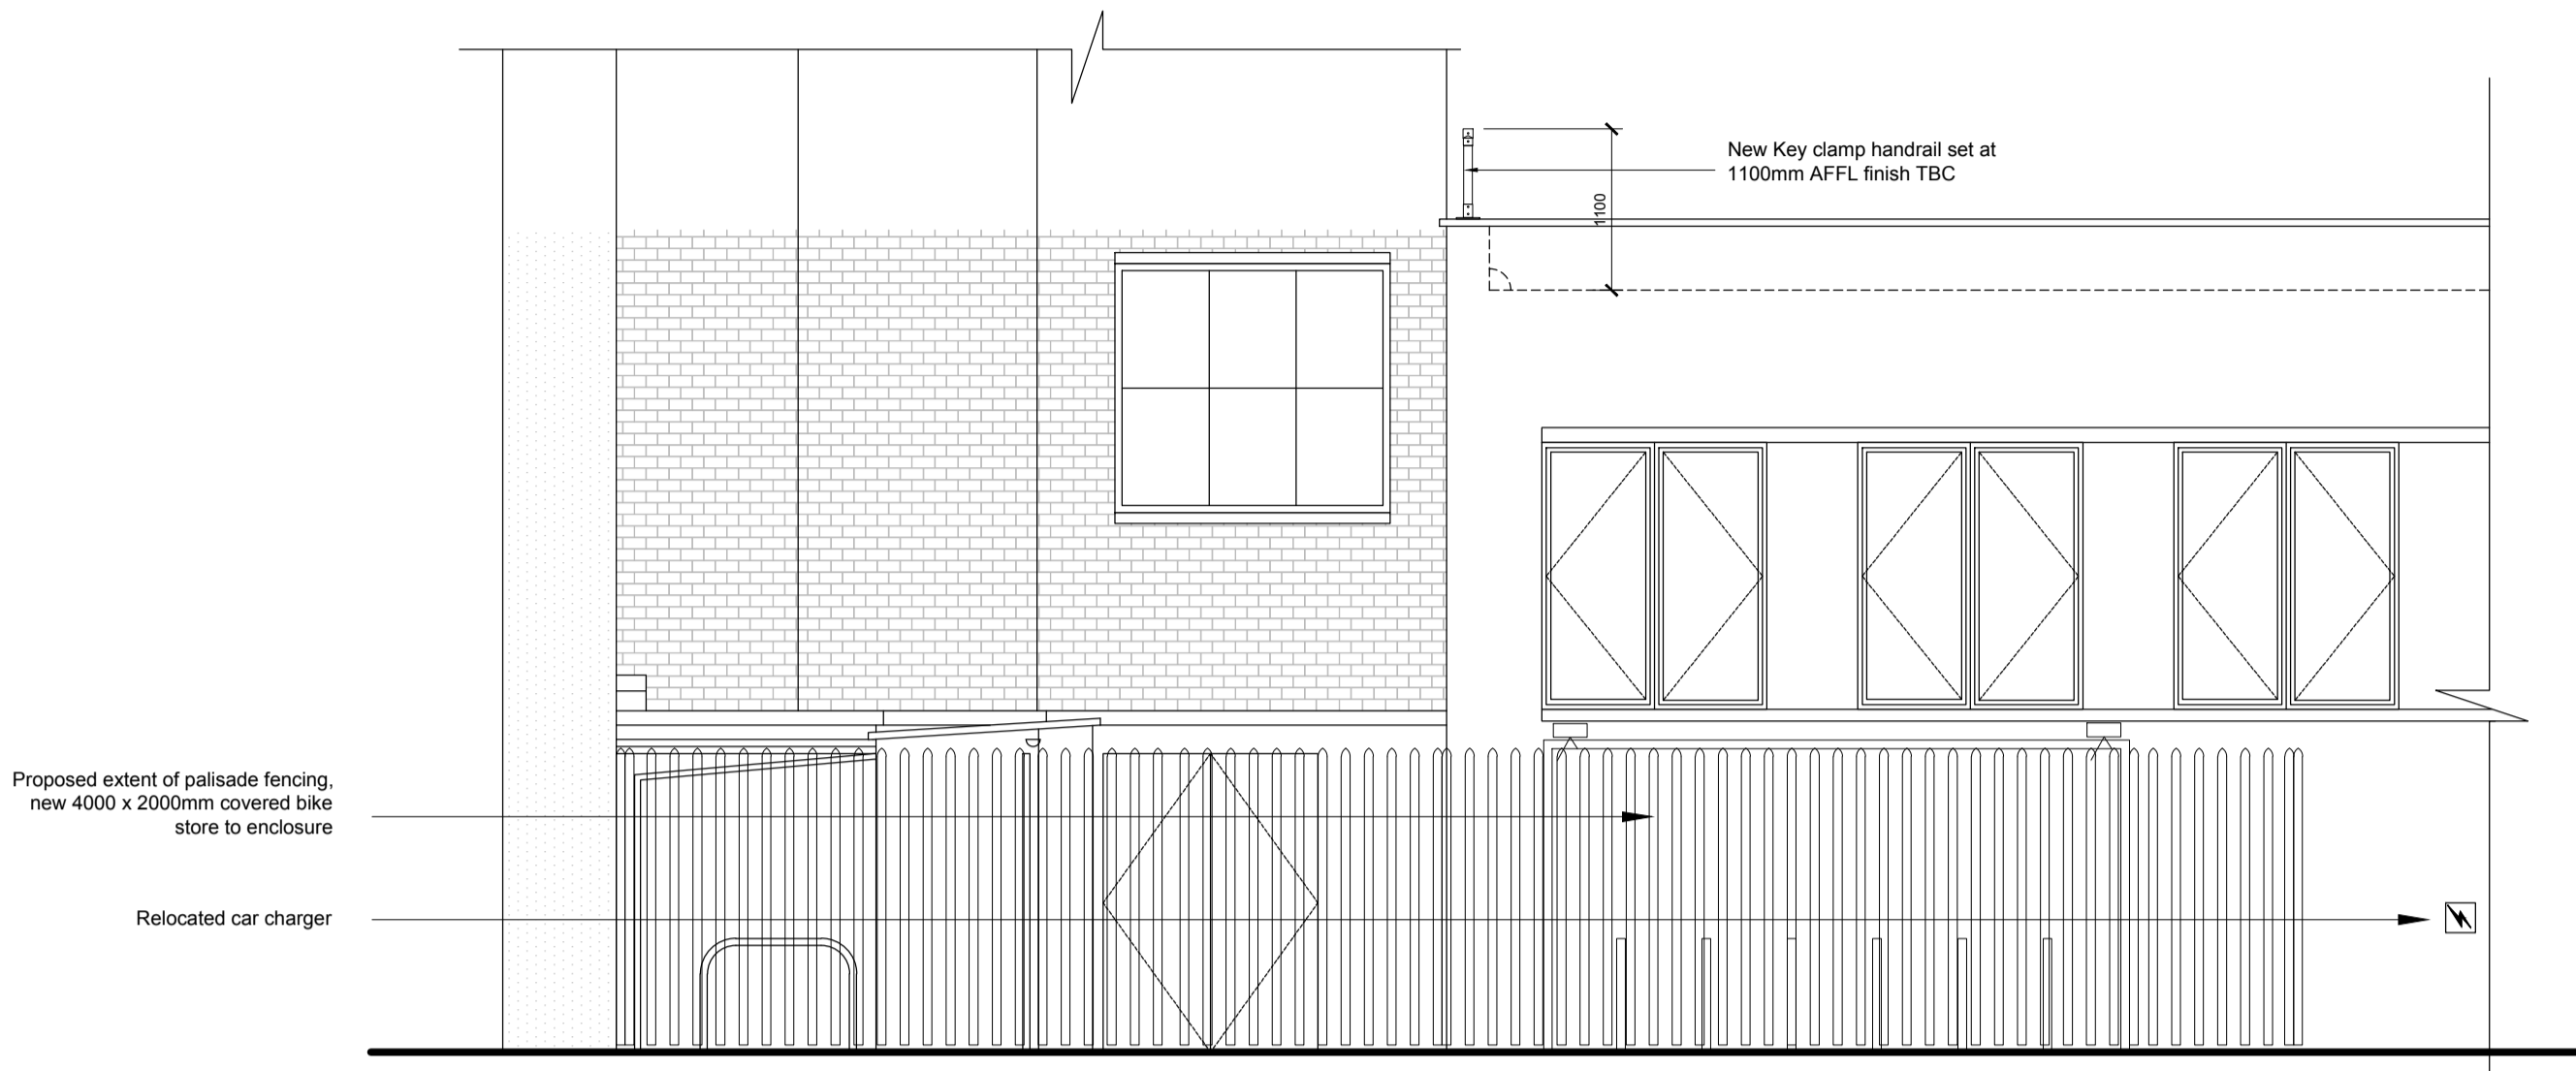 New Key clamp handrail set at
1100mm AFFL finish TBC
1100
Proposed extent of palisade fencing,
new 4000 x 2000mm covered bike
store to enclosure
Relocated car charger